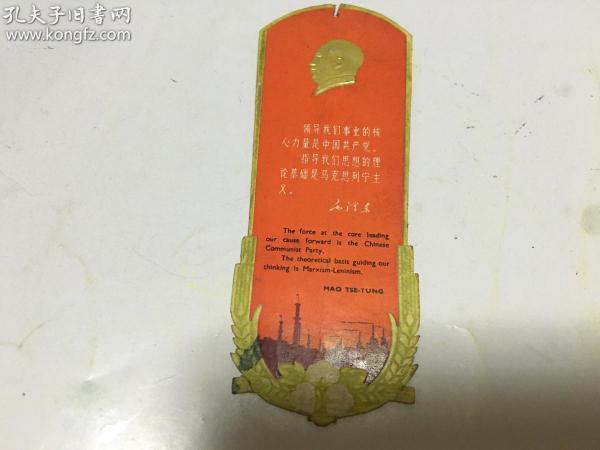 孔夫子旧书网
www.kongfz.com
领导我们事业的核
心力量是中国共产党。
指导我们思想的理
论基础是马克思列宁主
义。
毛泽东
The force at the core leading
our cause forward is the Chinese
Communist Party.
The theoretical basis guiding our
thinking is Marxism-Leninism.
MAO TSE-TUNG